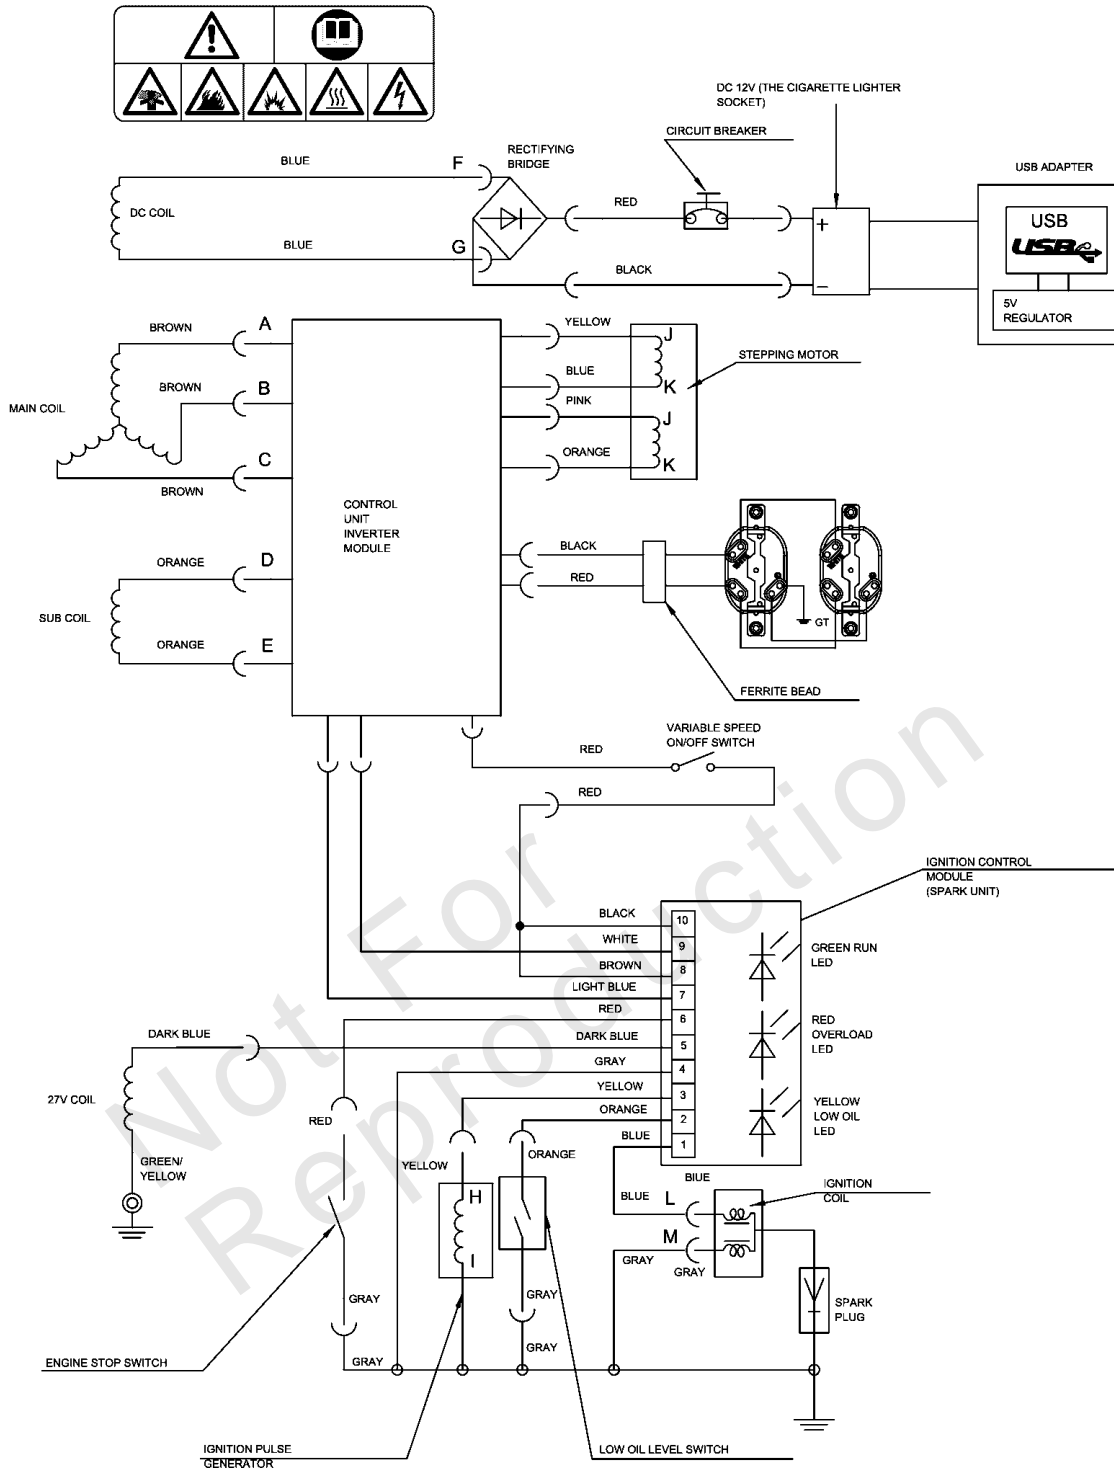 DC 12V (THE CIGARETTE LIGHTER
SOCKET)
CIRCUIT BREAKER
RECTIFYING
BRIDGE
USB ADAPTER
BLUE
F
DC COIL
RED
+
USB
USB
BLUE
G
BLACK
−
5V
REGULATOR
BROWN
A
YELLOW
J
STEPPING MOTOR
BROWN
B
BLUE
K
PINK
MAIN COIL
J
C
ORANGE
K
BROWN
CONTROL
UNIT
INVERTER
MODULE
ORANGE
D
BLACK
RED
SUB COIL
GT
ORANGE
E
FERRITE BEAD
VARIABLE SPEED
ON/OFF SWITCH
RED
RED
IGNITION CONTROL
MODULE
(SPARK UNIT)
BLACK
10
WHITE
9
GREEN RUN
LED
BROWN
8
LIGHT BLUE
7
RED
6
RED
OVERLOAD
LED
DARK BLUE
DARK BLUE
5
GRAY
4
27V COIL
YELLOW
3
YELLOW
LOW OIL
LED
ORANGE
2
RED
BLUE
1
GREEN/
YELLOW
YELLOW
ORANGE
BlUE
IGNITION
COIL
H
BLUE
L
I
M
GRAY
GRAY
GRAY
GRAY
SPARK
PLUG
GRAY
GRAY
ENGINE STOP SWITCH
IGNITION PULSE
GENERATOR
LOW OIL LEVEL SWITCH
Not For
Reproduction